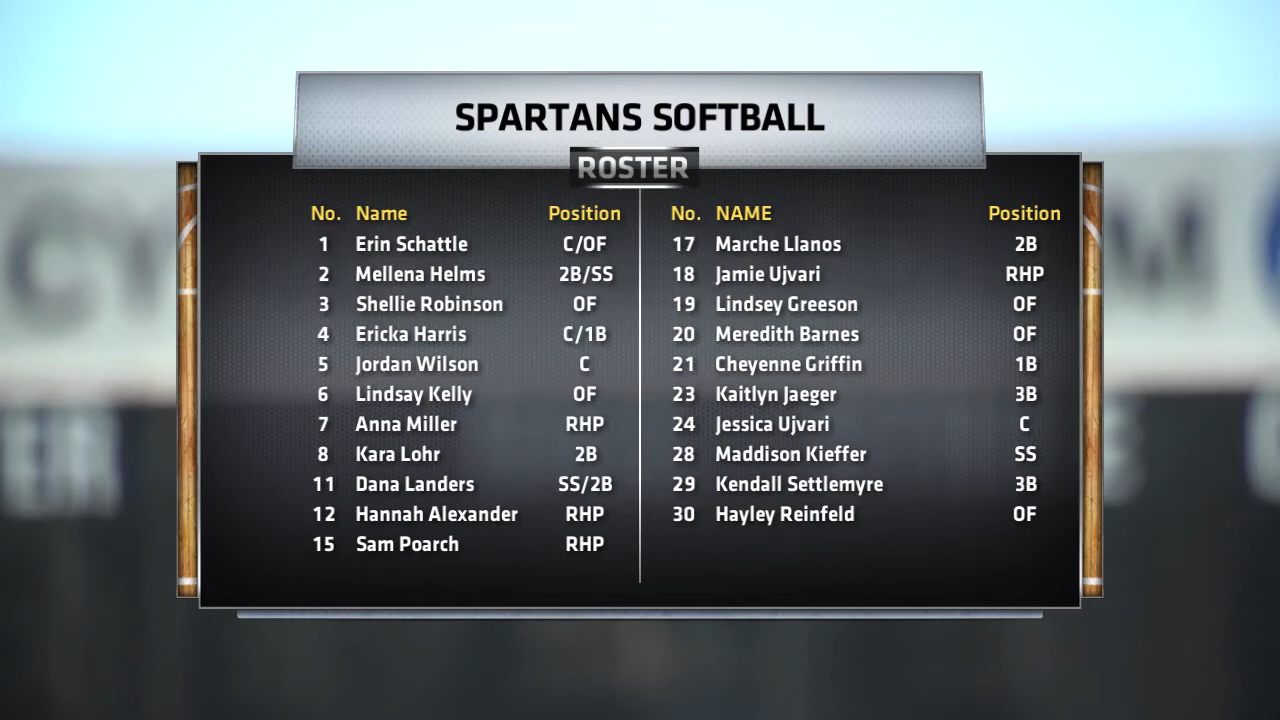 SPARTANS SOFTBALL
ROSTER
No. Name Position
1 Erin Schattle C/OF
2 Mellena Helms 2B/SS
3 Shellie Robinson OF
4 Ericka Harris C/1B
5 Jordan Wilson C
6 Lindsay Kelly OF
7 Anna Miller RHP
8 Kara Lohr 2B
11 Dana Landers SS/2B
12 Hannah Alexander RHP
15 Sam Poarch RHP
No. NAME Position
17 Marche Llanos 2B
18 Jamie Ujvari RHP
19 Lindsey Greeson OF
20 Meredith Barnes OF
21 Cheyenne Griffin 1B
23 Kaitlyn Jaeger 3B
24 Jessica Ujvari C
28 Maddison Kieffer SS
29 Kendall Settlemyre 3B
30 Hayley Reinfeld OF